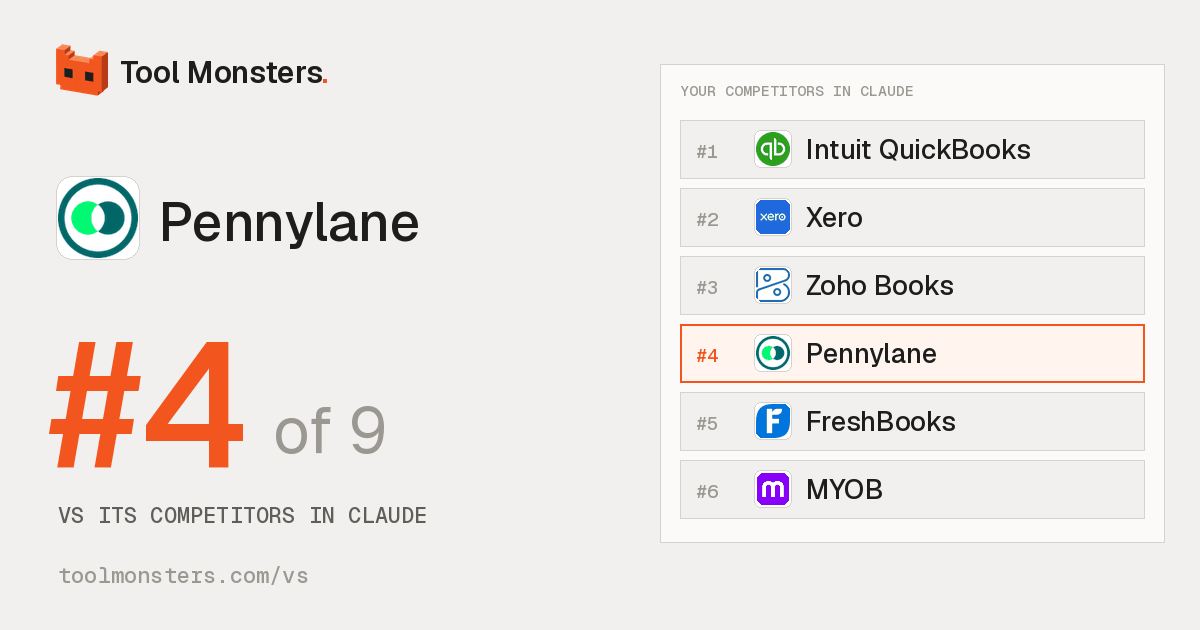 Tool Monsters.
Pennylane
#4 of 9
VS ITS COMPETITORS IN CLAUDE
toolmonsters.com/vs
YOUR COMPETITORS IN CLAUDE
#1 qb Intuit QuickBooks
#2 xero Xero
#3 Zoho Books
#4 Pennylane
#5 F FreshBooks
#6 m MYOB